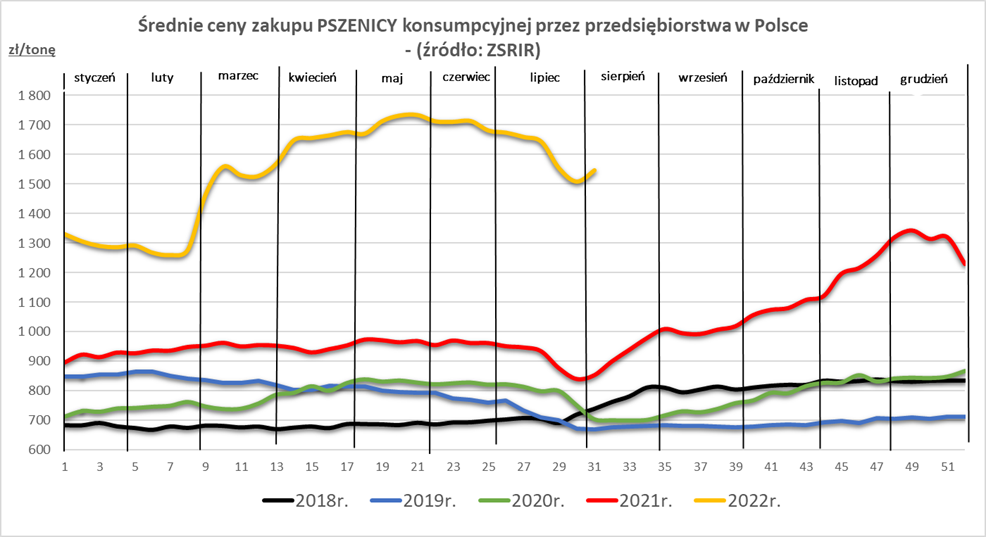 Średnie ceny zakupu PSZENICY konsumpcyjnej przez przedsiębiorstwa w Polsce
- (źródło: ZSRIR)
zł/tonę
styczeń luty marzec kwiecień maj czerwiec lipiec sierpień wrzesień październik listopad grudzień
1 800
1 700
1 600
1 500
1 400
1 300
1 200
1 100
1 000
900
800
700
600
1 3 5 7 9 11 13 15 17 19 21 23 25 27 29 31 33 35 37 39 41 43 45 47 49 51
2018r. 2019r. 2020r. 2021r. 2022r.